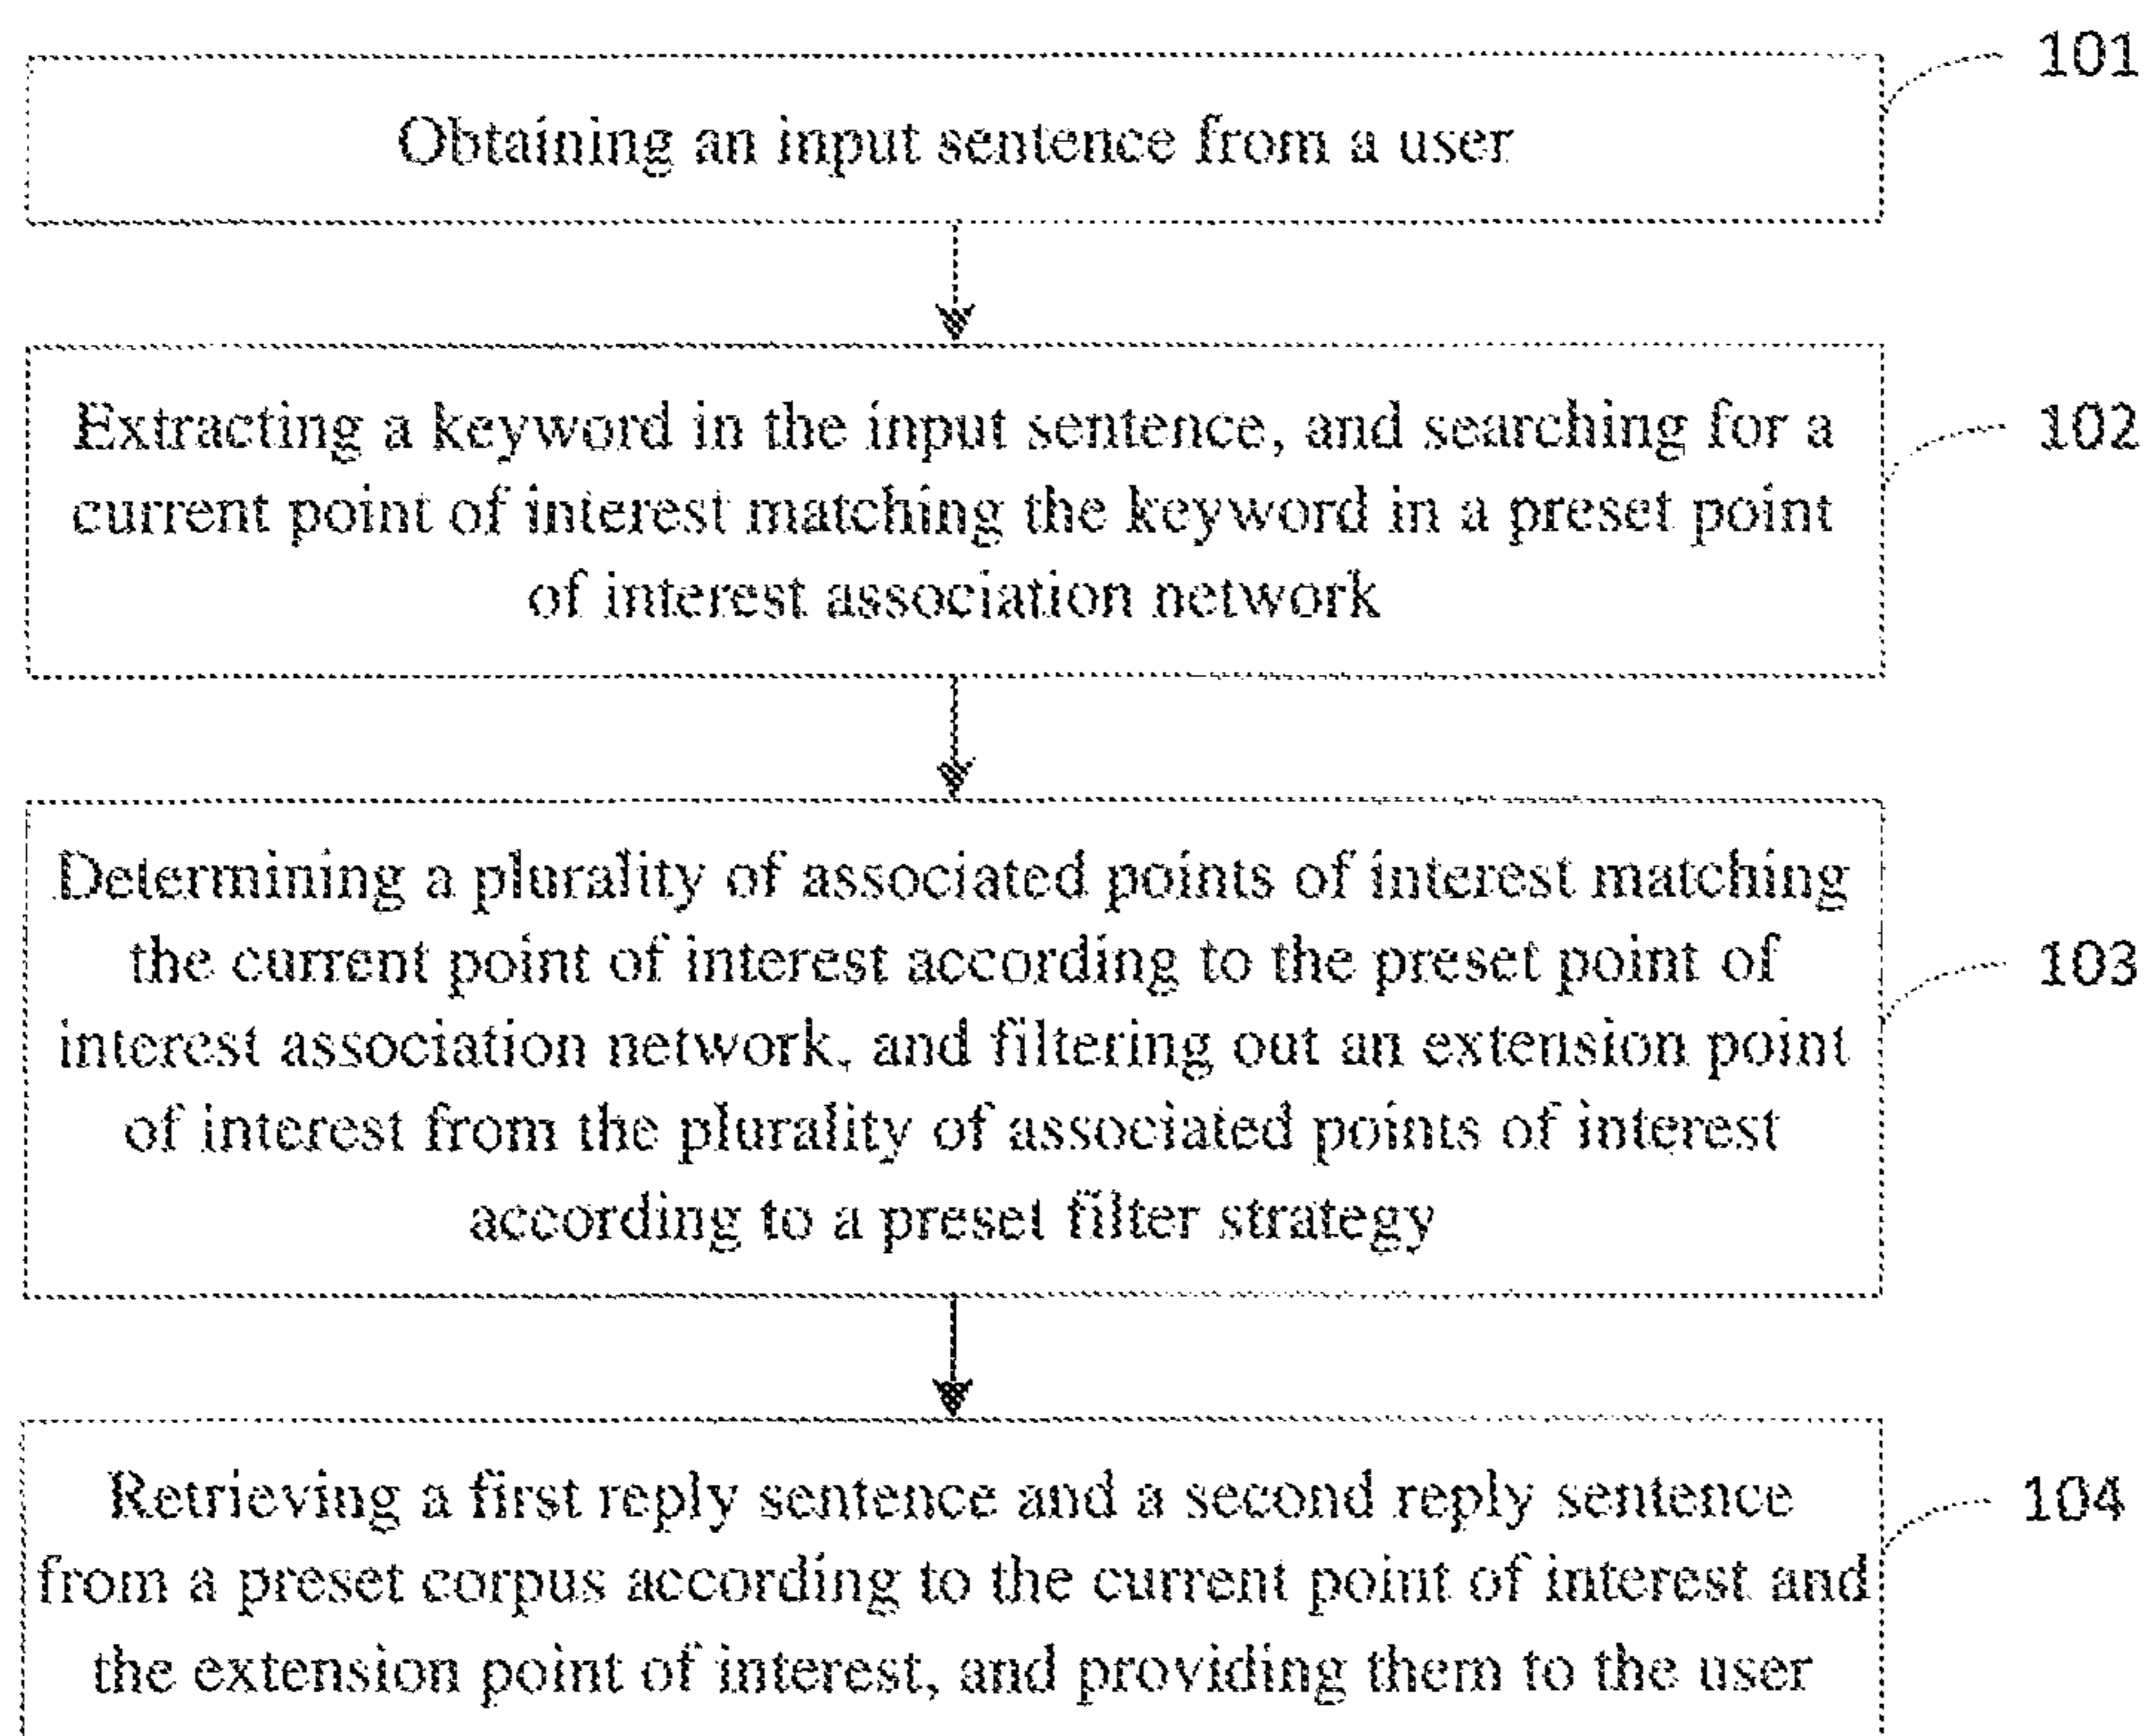 101
Obtaining an input sentence from a user
Extracting a keyword in the input sentence, and searching for a
102
current point of interest matching the keyword in a preset point
of interest association network
Determining a plurality of associated points of interest matching
the current point of interest according to the preset point of
103
interest association network, and filtering out an extension point
of interest from the plurality of associated points of interest
according to a preset filter strategy
Retrieving a first reply sentence and a second reply sentence
104
from a preset corpus according to the current point of interest and
the extension point of interest, and providing them to the user